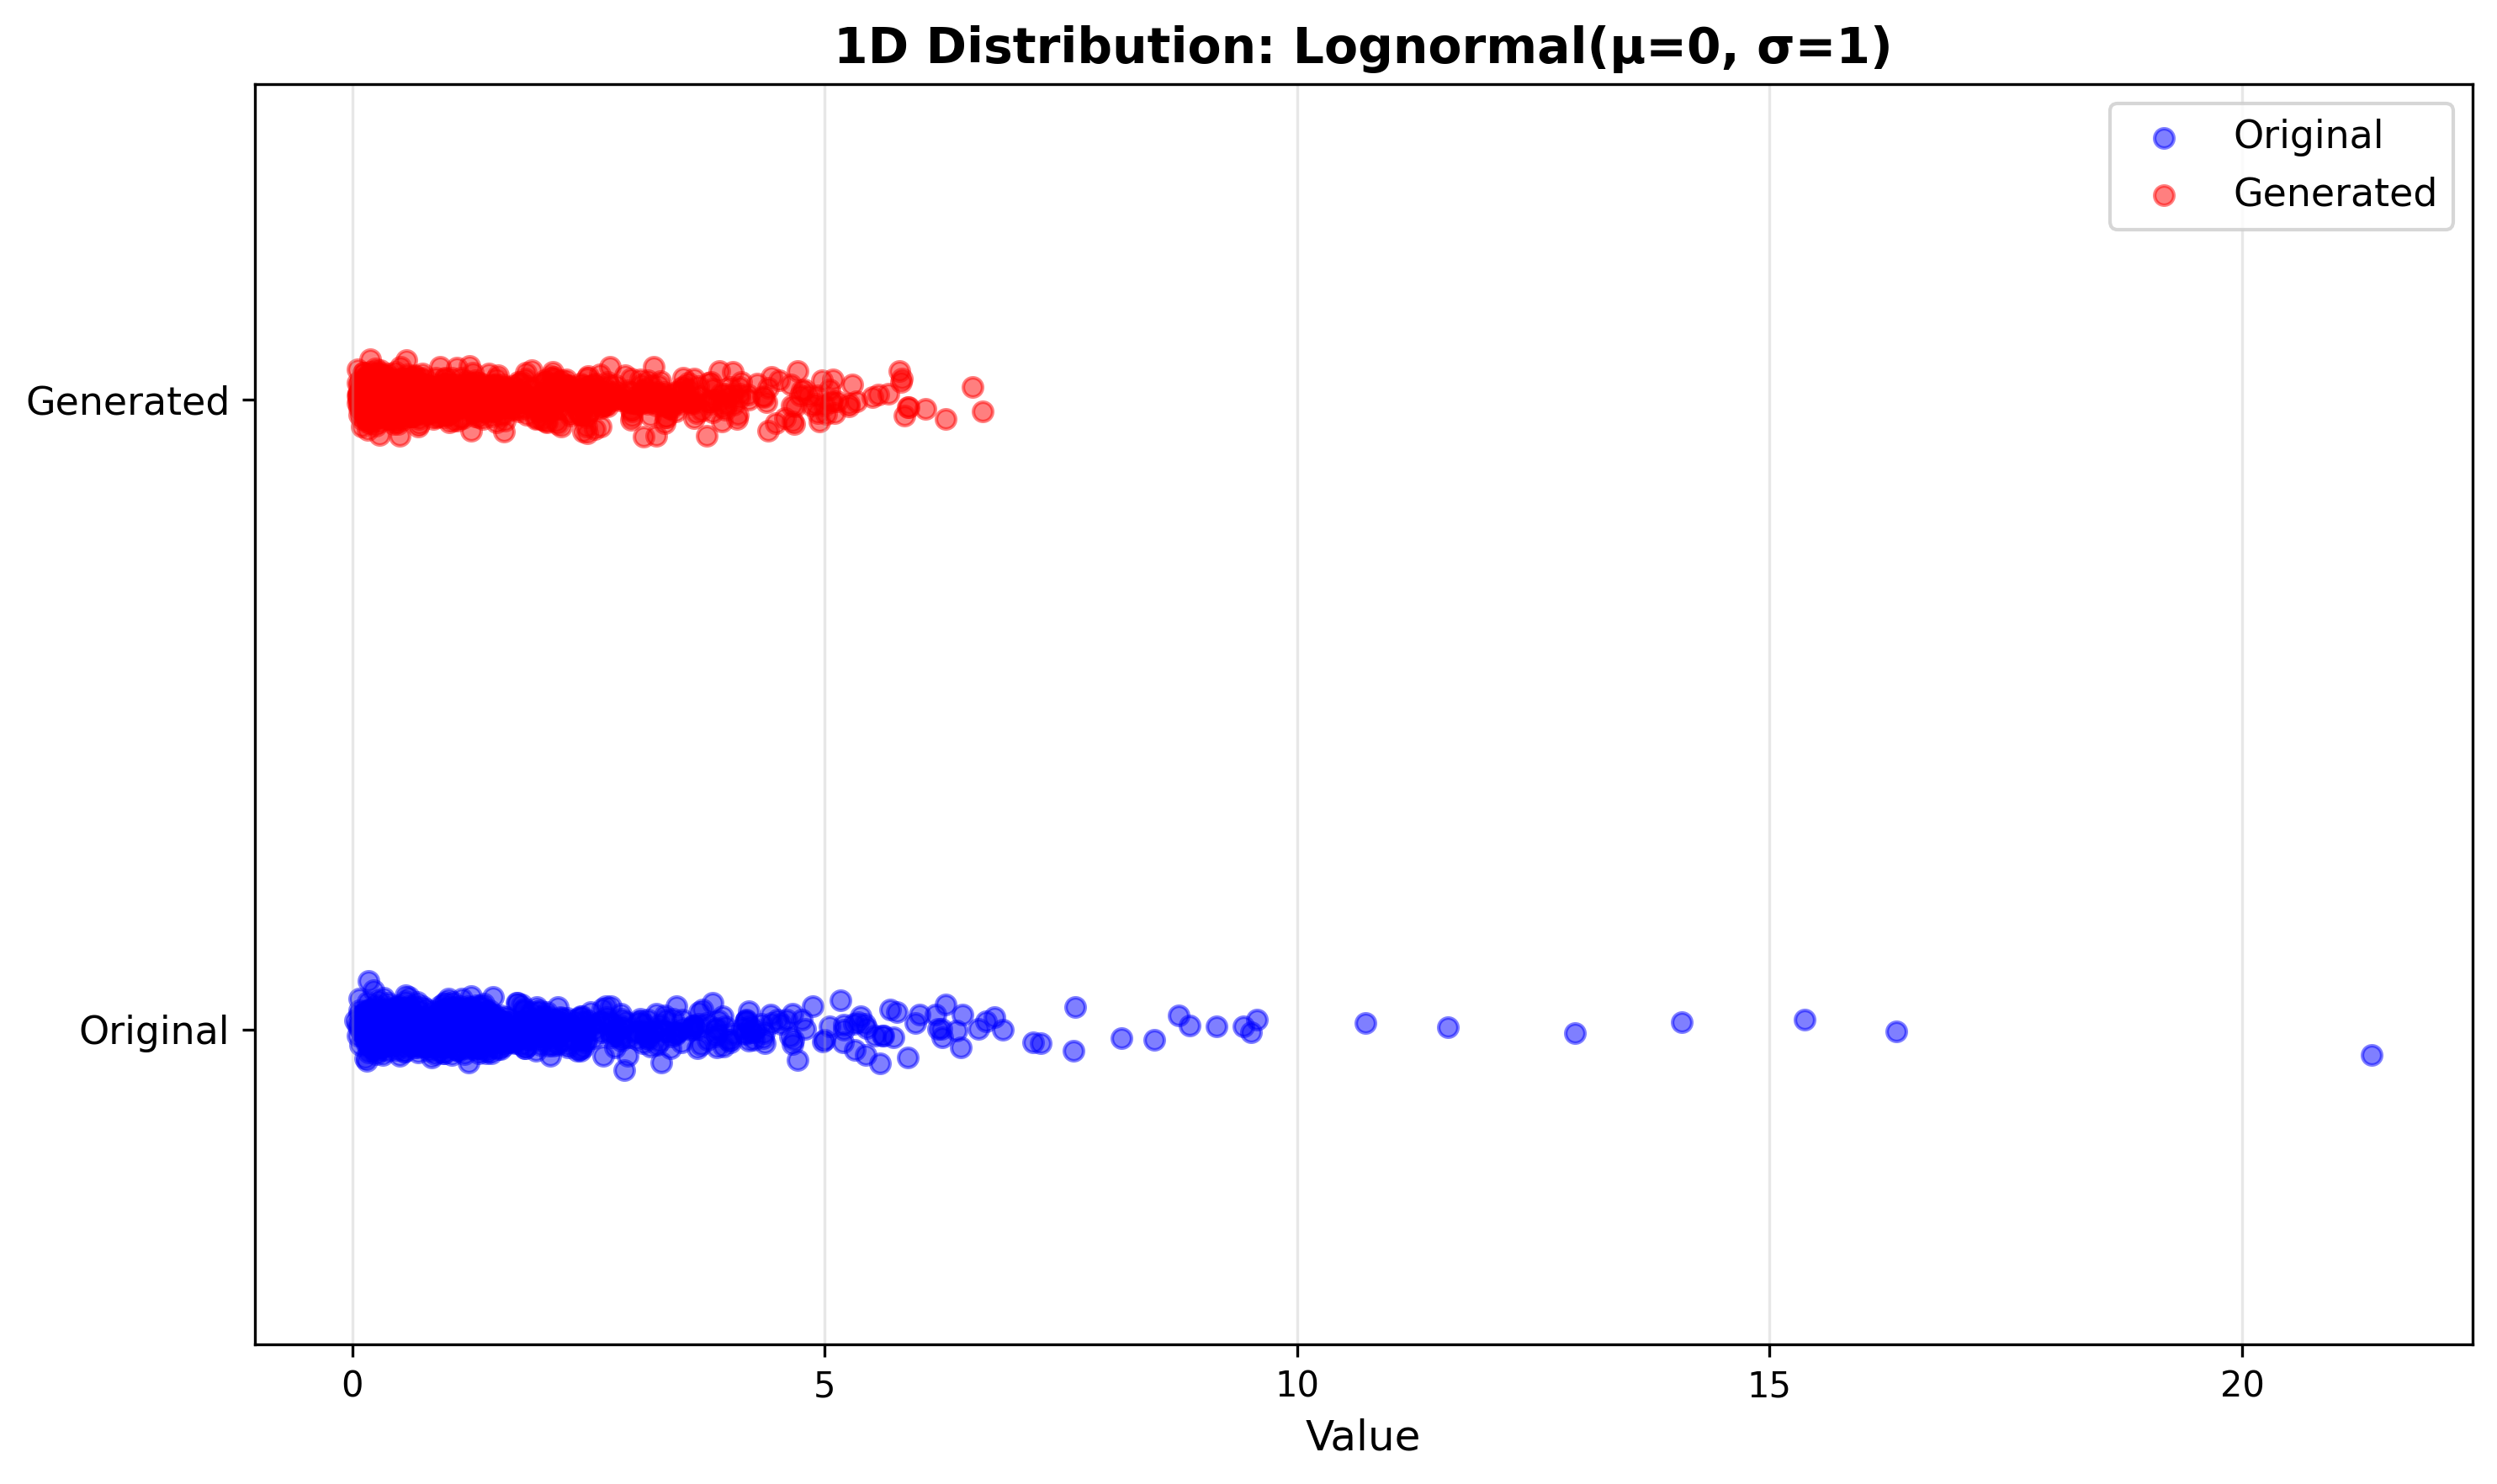 1D Distribution: Lognormal(μ=0, σ=1)
Original
Generated
Generated
Original
0
5
10
15
20
Value